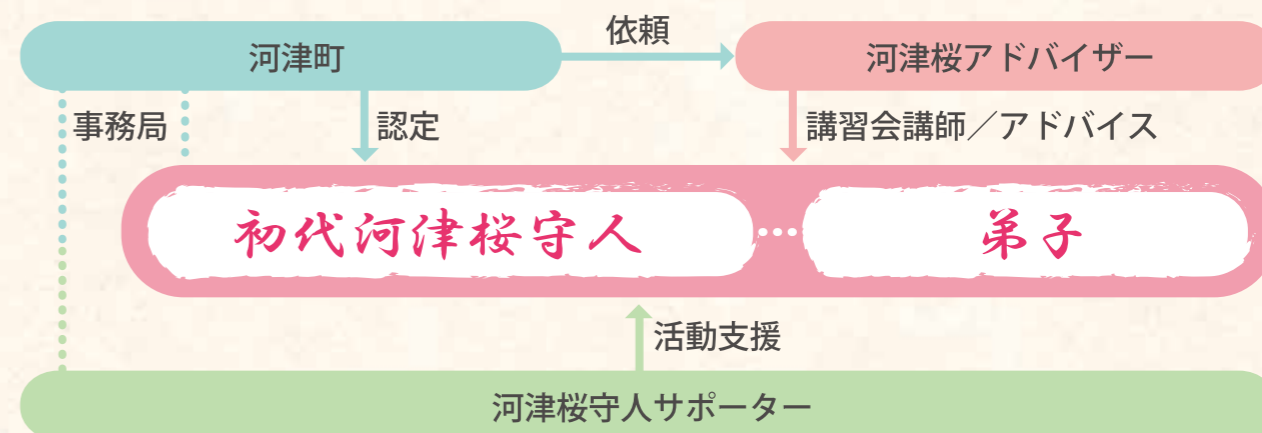 依頼
河津町
河津桜アドバイザー
事務局
認定
講習会講師／アドバイス
初代河津桜守人
弟子
活動支援
河津桜守人サポーター